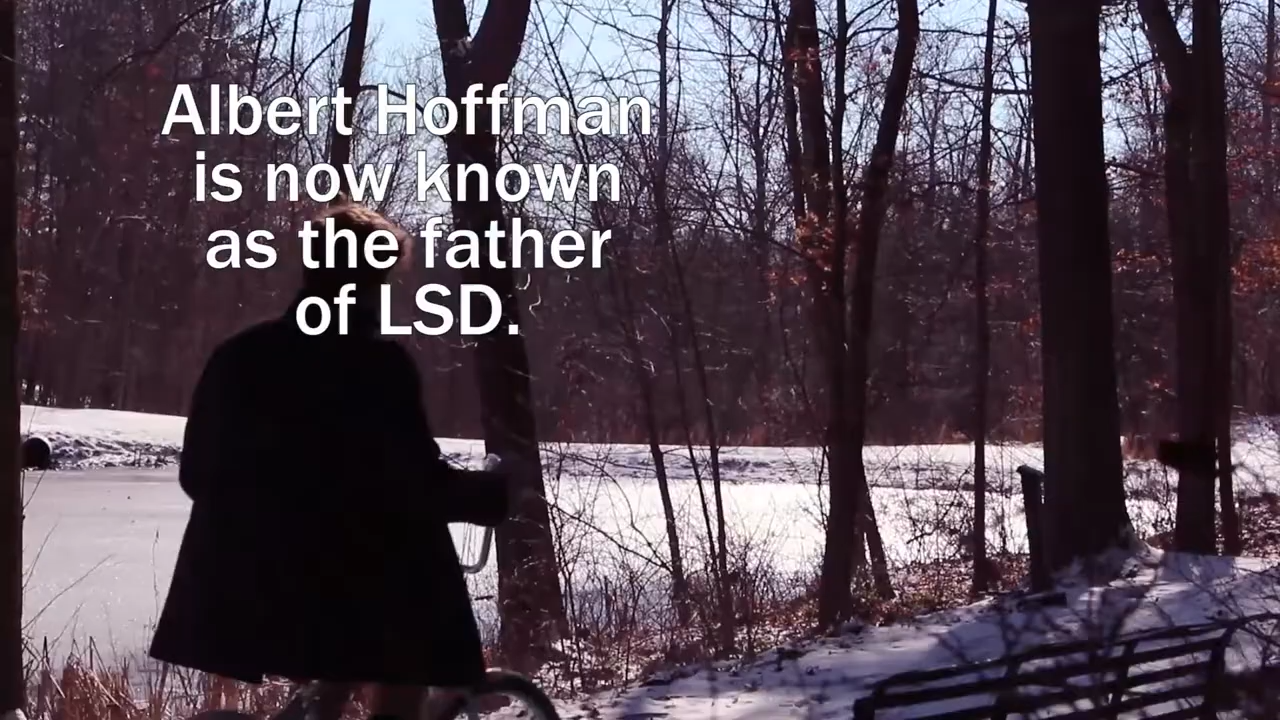 Albert Hoffman
is now known
as the father
of LSD.